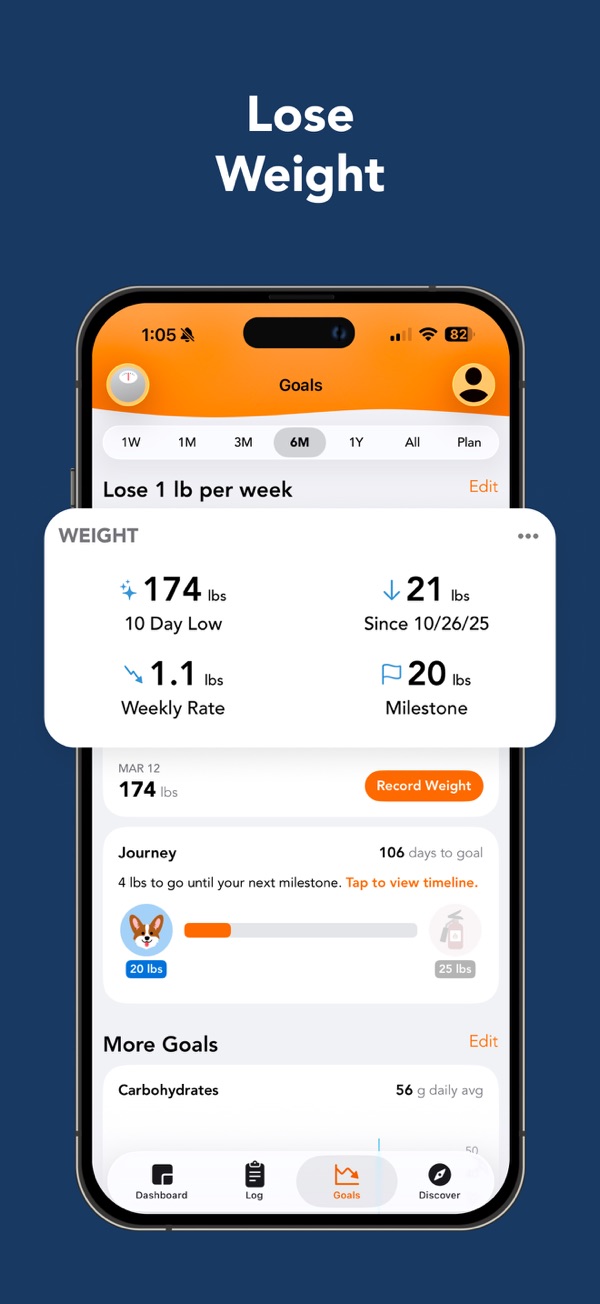 Lose
Weight
1:05
82
Goals
1W 1M 3M 6M 1Y All Plan
Lose 1 lb per week Edit
WEIGHT
174 lbs 21 lbs
10 Day Low Since 10/26/25
1.1 lbs 20 lbs
Weekly Rate Milestone
MAR 12
174 lbs Record Weight
Journey 106 days to goal
4 lbs to go until your next milestone. Tap to view timeline.
20 lbs 25 lbs
More Goals Edit
Carbohydrates 56 g daily avg
50
Dashboard Log Goals Discover